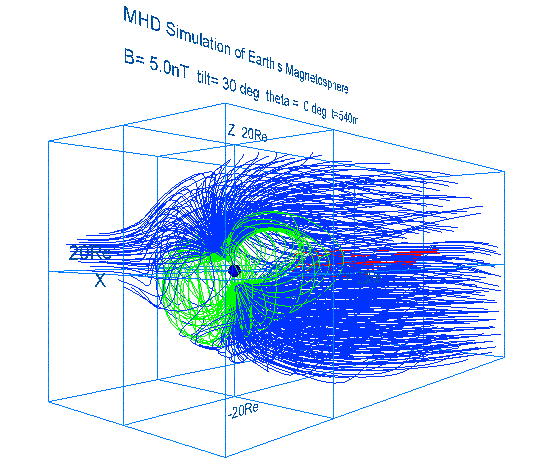 MHD Simulation of Earth s Magnetosphere
B= 5.0nT tilt= 30 deg theta = 0 deg t=540m
Z 20Re
20Re
X
-20Re